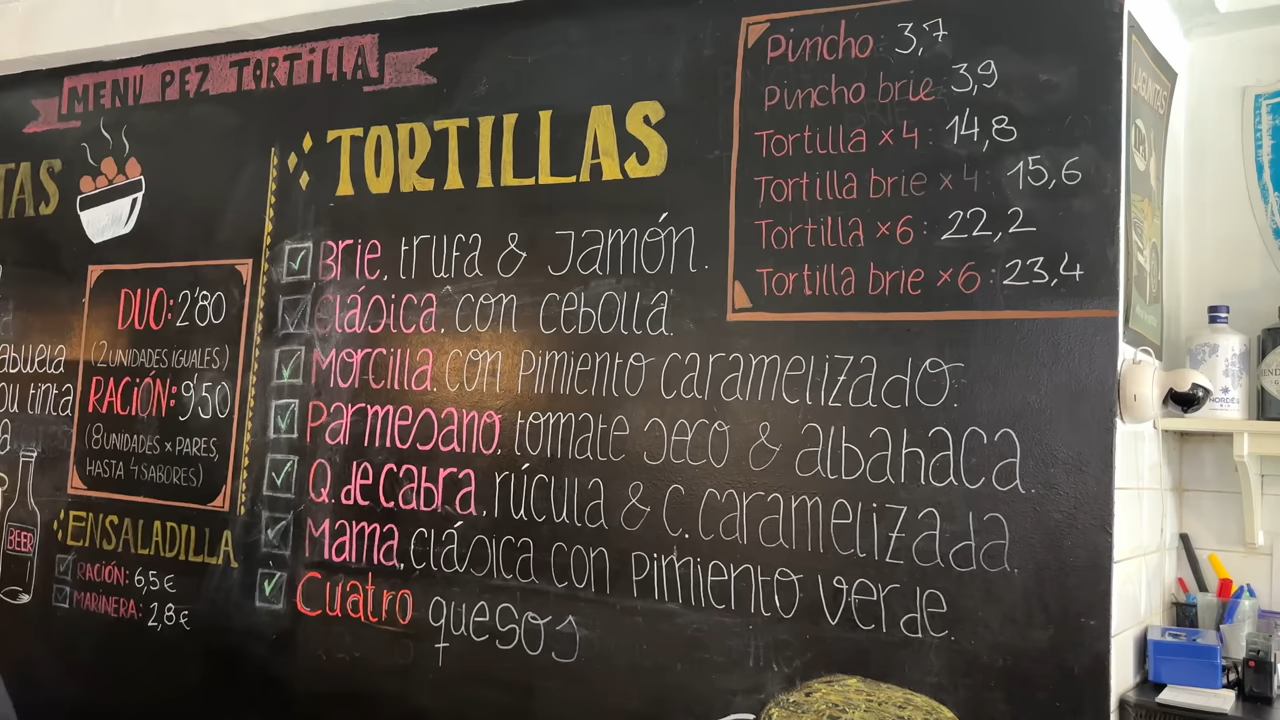 MENÚ PEZ TORTILLA
TAS
abuela
ou tinta
DUO: 2'80
(2 UNIDADES IGUALES)
RACIÓN: 9'50
(8 UNIDADES x PARES,
HASTA 4 SABORES)
BEER
ENSALADILLA
RACIÓN: 6,5€
MARINERA: 2,8€
TORTILLAS
Brie, trufa & Jamón.
Clásica, con cebolla.
Morcilla, con pimiento caramelizado.
Parmesano, tomate seco & albahaca.
Q. de cabra, rúcula & c. caramelizada.
Mama, clásica con pimiento verde.
Cuatro quesos
Pincho: 3,7
Pincho brie: 3,9
Tortilla x4: 14,8
Tortilla brie x4: 15,6
Tortilla x6: 22,2
Tortilla brie x6: 23,4
LAGUNITAS
NORDÉS